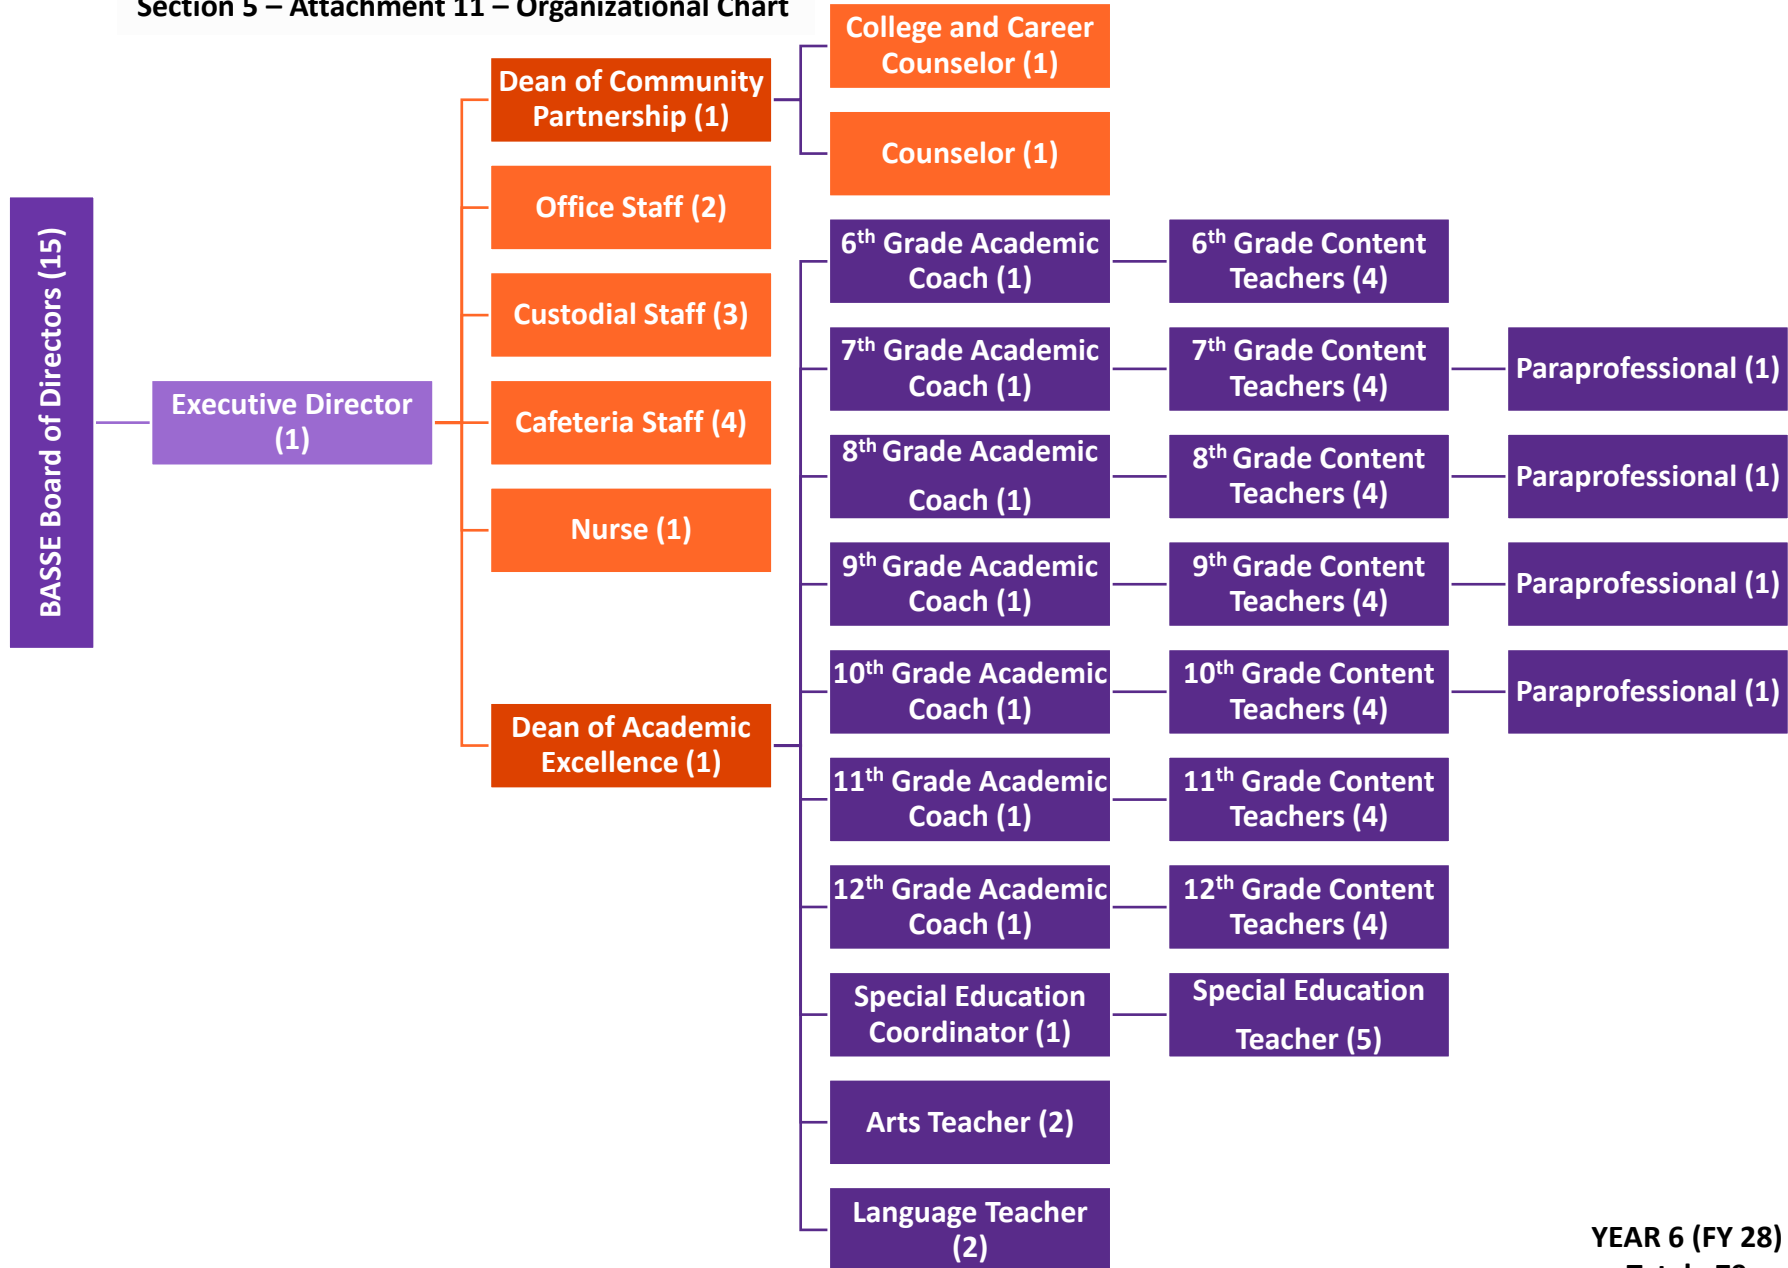 Section 5 – Attachment 11 – Organizational Chart
BASSE Board of Directors (15)
Executive Director
(1)
Dean of Community
Partnership (1)
Office Staff (2)
Custodial Staff (3)
Cafeteria Staff (4)
Nurse (1)
Dean of Academic
Excellence (1)
College and Career
Counselor (1)
Counselor (1)
6th Grade Academic
Coach (1)
6th Grade Content
Teachers (4)
7th Grade Academic
Coach (1)
7th Grade Content
Teachers (4)
Paraprofessional (1)
8th Grade Academic
Coach (1)
8th Grade Content
Teachers (4)
Paraprofessional (1)
9th Grade Academic
Coach (1)
9th Grade Content
Teachers (4)
Paraprofessional (1)
10th Grade Academic
Coach (1)
10th Grade Content
Teachers (4)
Paraprofessional (1)
11th Grade Academic
Coach (1)
11th Grade Content
Teachers (4)
12th Grade Academic
Coach (1)
12th Grade Content
Teachers (4)
Special Education
Coordinator (1)
Special Education
Teacher (5)
Arts Teacher (2)
Language Teacher
(2)
YEAR 6 (FY 28)